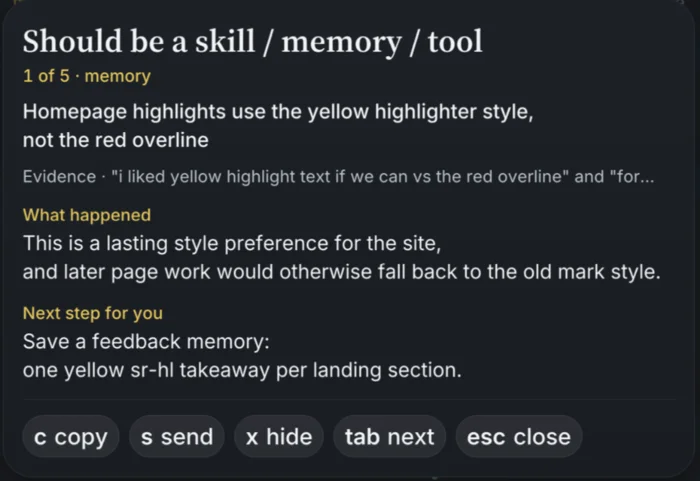 Should be a skill / memory / tool
1 of 5 · memory
Homepage highlights use the yellow highlighter style,
not the red overline
Evidence · "i liked yellow highlight text if we can vs the red overline" and "for...
What happened
This is a lasting style preference for the site,
and later page work would otherwise fall back to the old mark style.
Next step for you
Save a feedback memory:
one yellow sr-hl takeaway per landing section.
c copy s send x hide tab next esc close